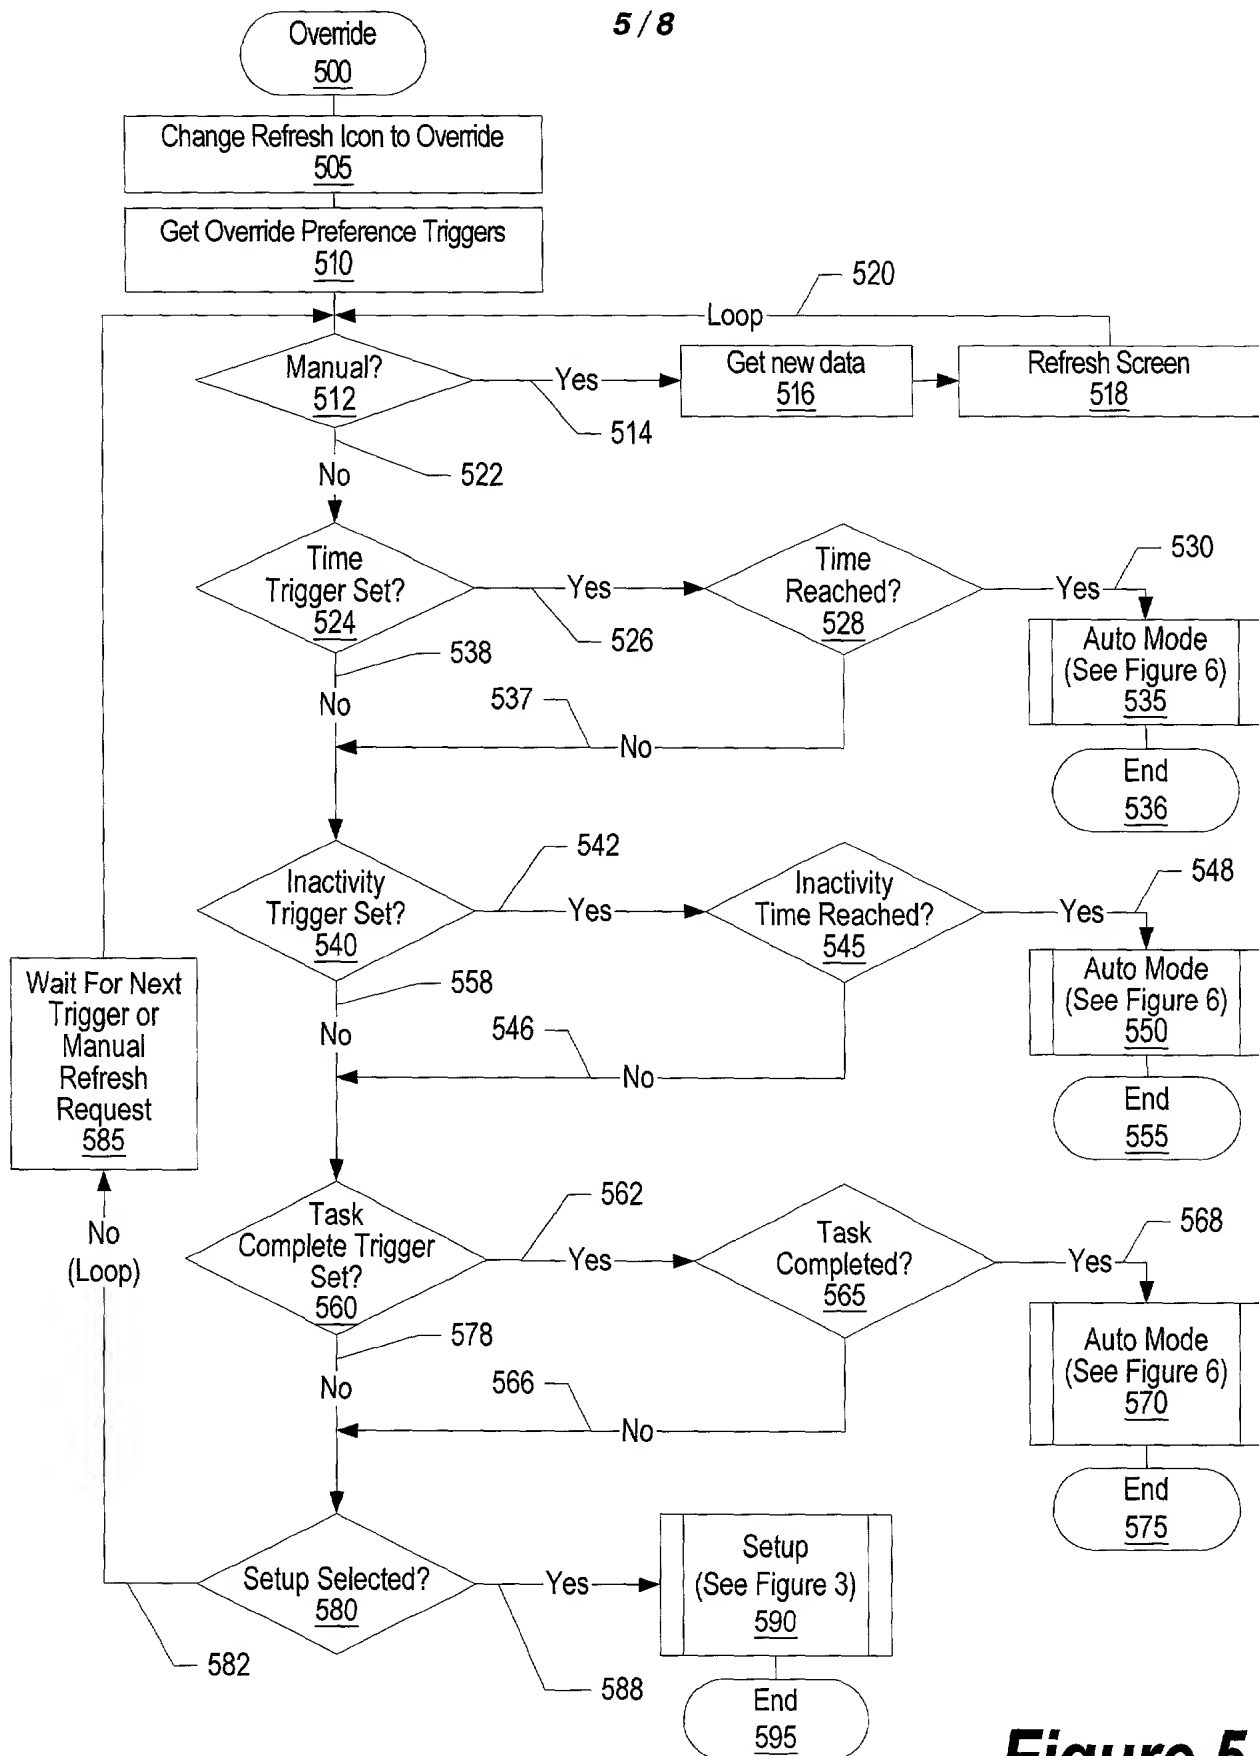 5 / 8
Override
500
Change Refresh Icon to Override
505
Get Override Preference Triggers
510
520
Loop
Manual?
512
Yes
514
Get new data
516
Refresh Screen
518
522
No
Time
Trigger Set?
524
Yes
526
Time
Reached?
528
530
Yes
Auto Mode
(See Figure 6)
535
538
No
537
No
End
536
Inactivity
Trigger Set?
540
542
Yes
Inactivity
Time Reached?
545
548
Yes
Auto Mode
(See Figure 6)
550
558
No
546
No
End
555
Wait For Next
Trigger or
Manual
Refresh
Request
585
No
(Loop)
Task
Complete Trigger
Set?
560
562
Yes
Task
Completed?
565
568
Yes
Auto Mode
(See Figure 6)
570
578
No
566
No
End
575
Setup Selected?
580
582
Yes
588
Setup
(See Figure 3)
590
End
595
Figure 5